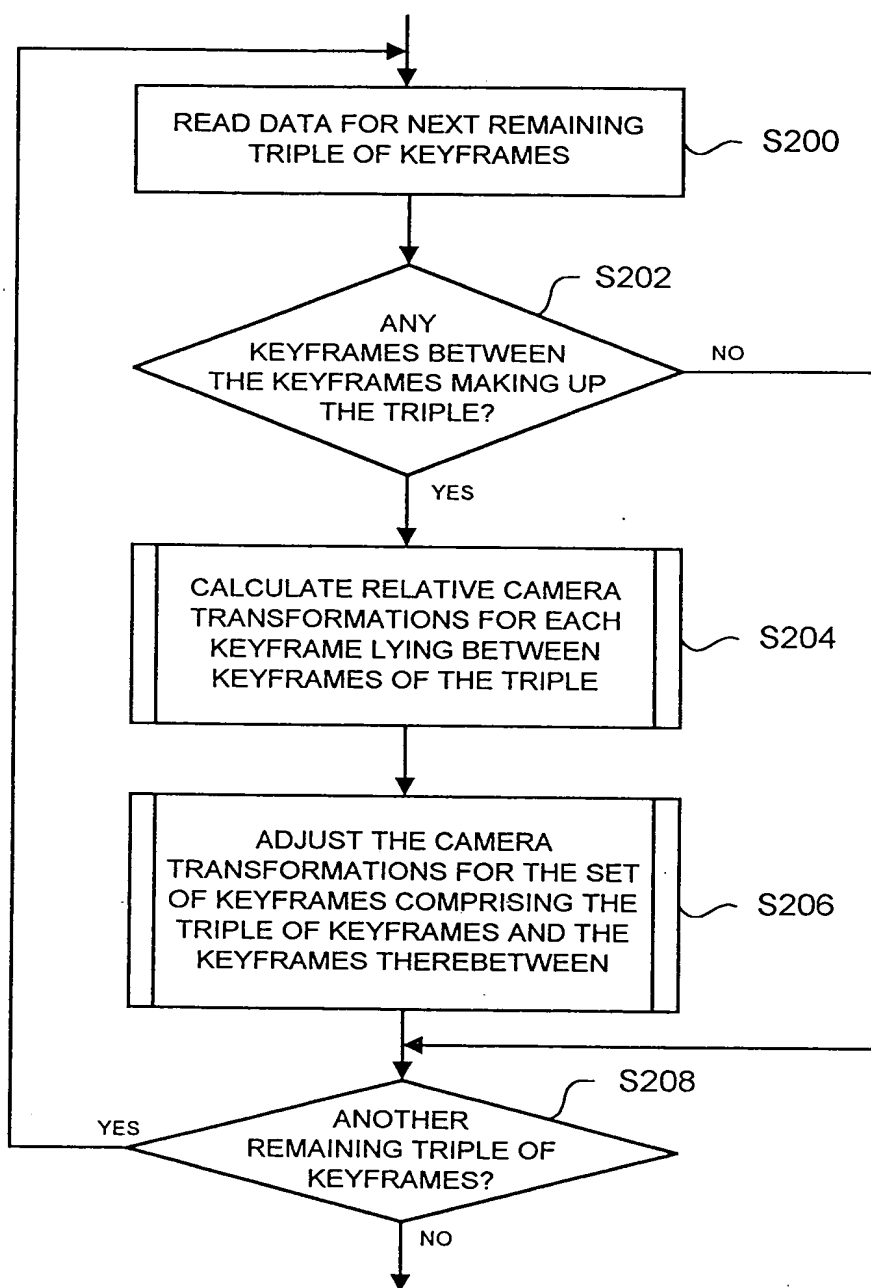 READ DATA FOR NEXT REMAINING
TRIPLE OF KEYFRAMES
S200
S202
ANY
KEYFRAMES BETWEEN
THE KEYFRAMES MAKING UP
THE TRIPLE?
NO
YES
CALCULATE RELATIVE CAMERA
TRANSFORMATIONS FOR EACH
KEYFRAME LYING BETWEEN
KEYFRAMES OF THE TRIPLE
S204
ADJUST THE CAMERA
TRANSFORMATIONS FOR THE SET
OF KEYFRAMES COMPRISING THE
TRIPLE OF KEYFRAMES AND THE
KEYFRAMES THEREBETWEEN
S206
S208
YES
ANOTHER
REMAINING TRIPLE OF
KEYFRAMES?
NO